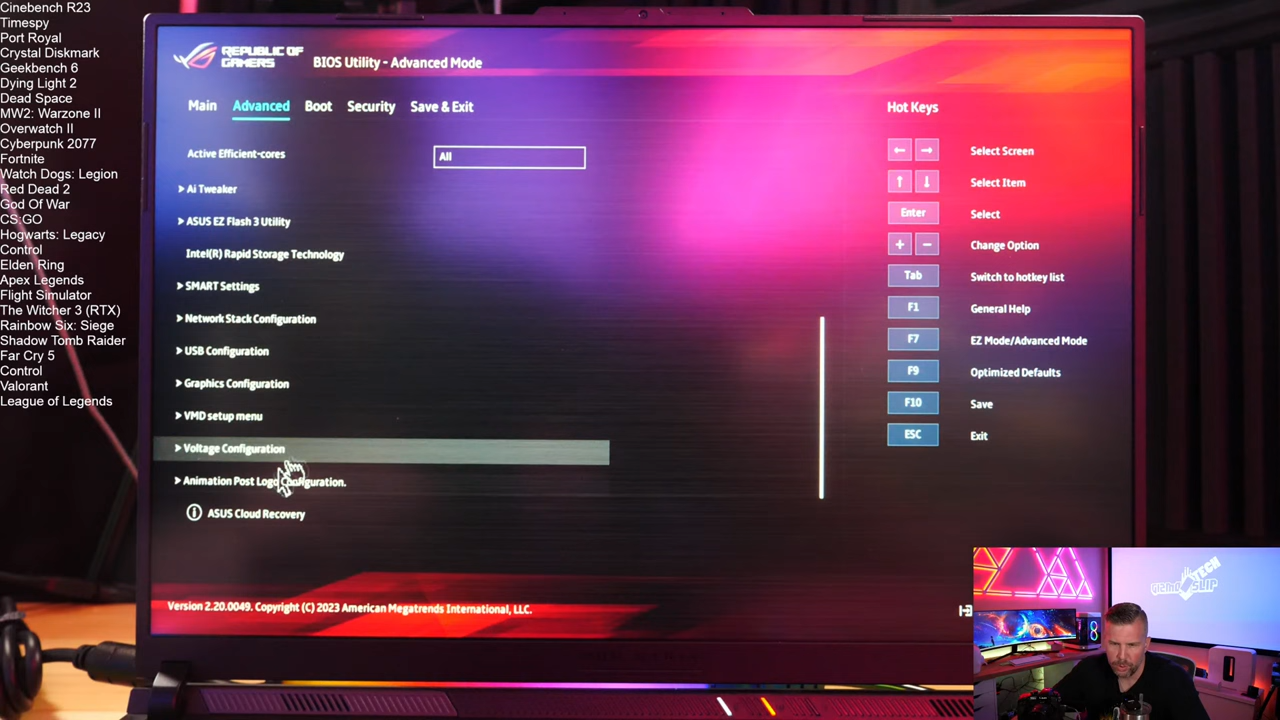 Cinebench R23
Timespy
Port Royal
Crystal Diskmark
Geekbench 6
Dying Light 2
Dead Space
MW2: Warzone II
Overwatch II
Cyberpunk 2077
Fortnite
Watch Dogs: Legion
Red Dead 2
God Of War
CS:GO
Hogwarts: Legacy
Control
Elden Ring
Apex Legends
Flight Simulator
The Witcher 3 (RTX)
Rainbow Six: Siege
Shadow Tomb Raider
Far Cry 5
Control
Valorant
League of Legends
REPUBLIC OF
GAMERS
BIOS Utility - Advanced Mode
Main Advanced Boot Security Save & Exit
Active Efficient-cores All
Ai Tweaker
ASUS EZ Flash 3 Utility
Intel(R) Rapid Storage Technology
SMART Settings
Network Stack Configuration
USB Configuration
Graphics Configuration
VMD setup menu
Voltage Configuration
Animation Post Logo Configuration.
ASUS Cloud Recovery
Hot Keys
← → Select Screen
↑ ↓ Select Item
Enter Select
+ − Change Option
Tab Switch to hotkey list
F1 General Help
F7 EZ Mode/Advanced Mode
F9 Optimized Defaults
F10 Save
ESC Exit
Version 2.20.0049. Copyright (C) 2023 American Megatrends International, LLC.
TECH
GIZMO SLIP